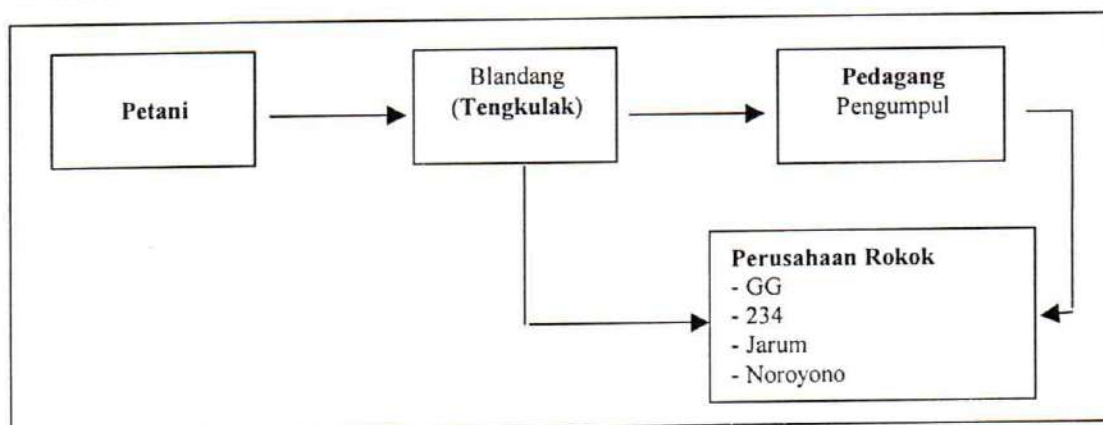 Petani
Blandang
(Tengkulak)
Pedagang
Pengumpul
Perusahaan Rokok
- GG
- 234
- Jarum
- Noroyono